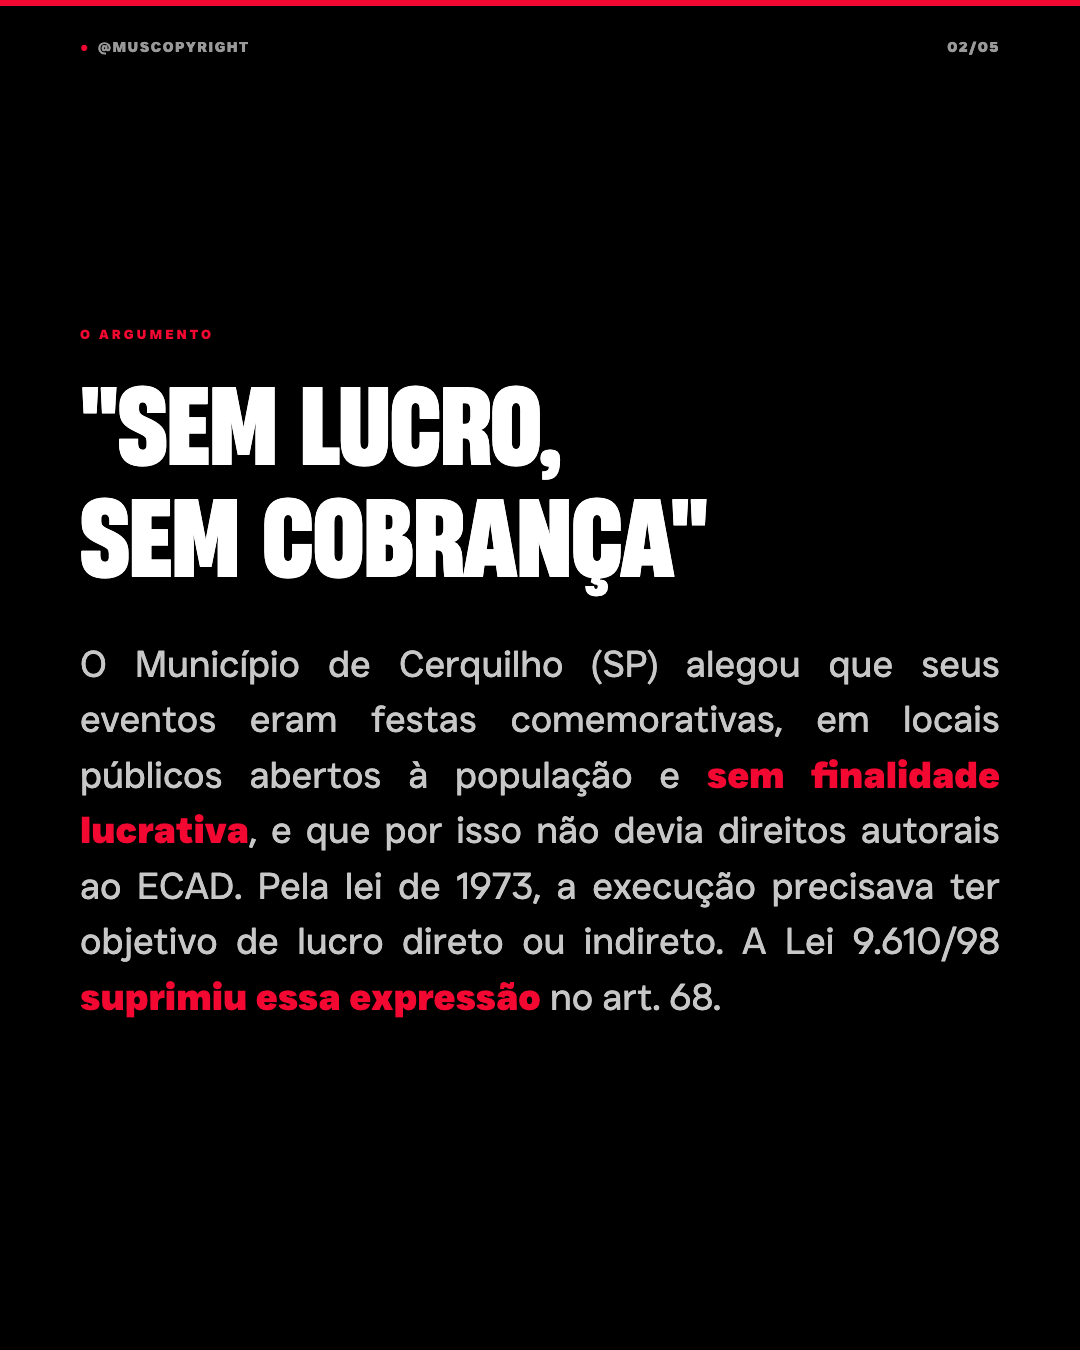 • @MUSCOPYRIGHT
02/05
O ARGUMENTO
"SEM LUCRO,
SEM COBRANÇA"
O Município de Cerquilho (SP) alegou que seus
eventos eram festas comemorativas, em locais
públicos abertos à população e sem finalidade
lucrativa, e que por isso não devia direitos autorais
ao ECAD. Pela lei de 1973, a execução precisava ter
objetivo de lucro direto ou indireto. A Lei 9.610/98
suprimiu essa expressão no art. 68.